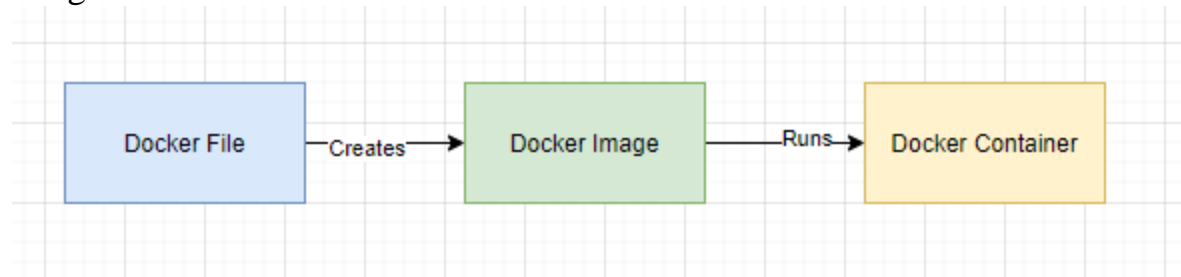 Docker File
Creates
Docker Image
Runs
Docker Container